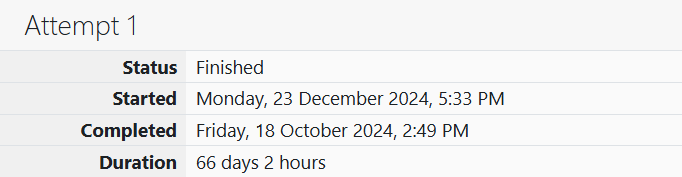 Attempt 1
Status Finished
Started Monday, 23 December 2024, 5:33 PM
Completed Friday, 18 October 2024, 2:49 PM
Duration 66 days 2 hours